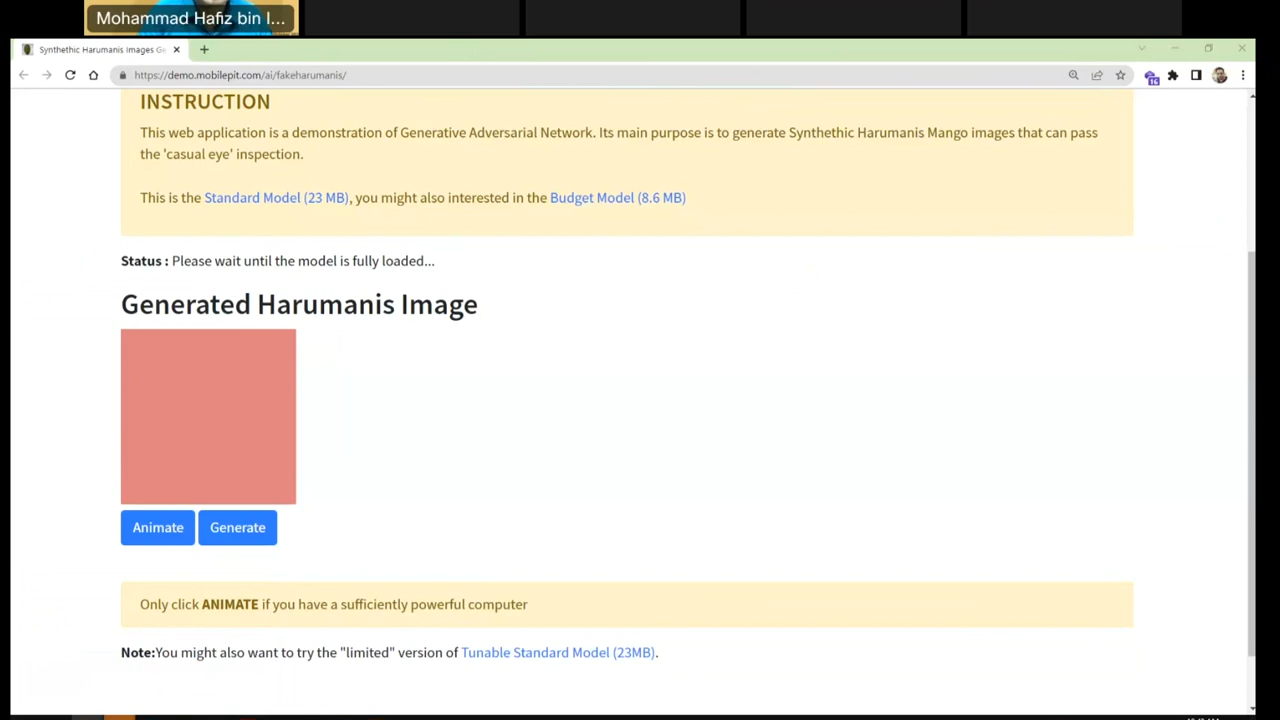 Mohammad Hafiz bin I...
Synthethic Harumanis Images Ge
https://demo.mobilepit.com/ai/fakeharumanis/
INSTRUCTION
This web application is a demonstration of Generative Adversarial Network. Its main purpose is to generate Synthethic Harumanis Mango images that can pass
the 'casual eye' inspection.
This is the Standard Model (23 MB), you might also interested in the Budget Model (8.6 MB)
Status : Please wait until the model is fully loaded...
Generated Harumanis Image
Animate Generate
Only click ANIMATE if you have a sufficiently powerful computer
Note:You might also want to try the "limited" version of Tunable Standard Model (23MB).